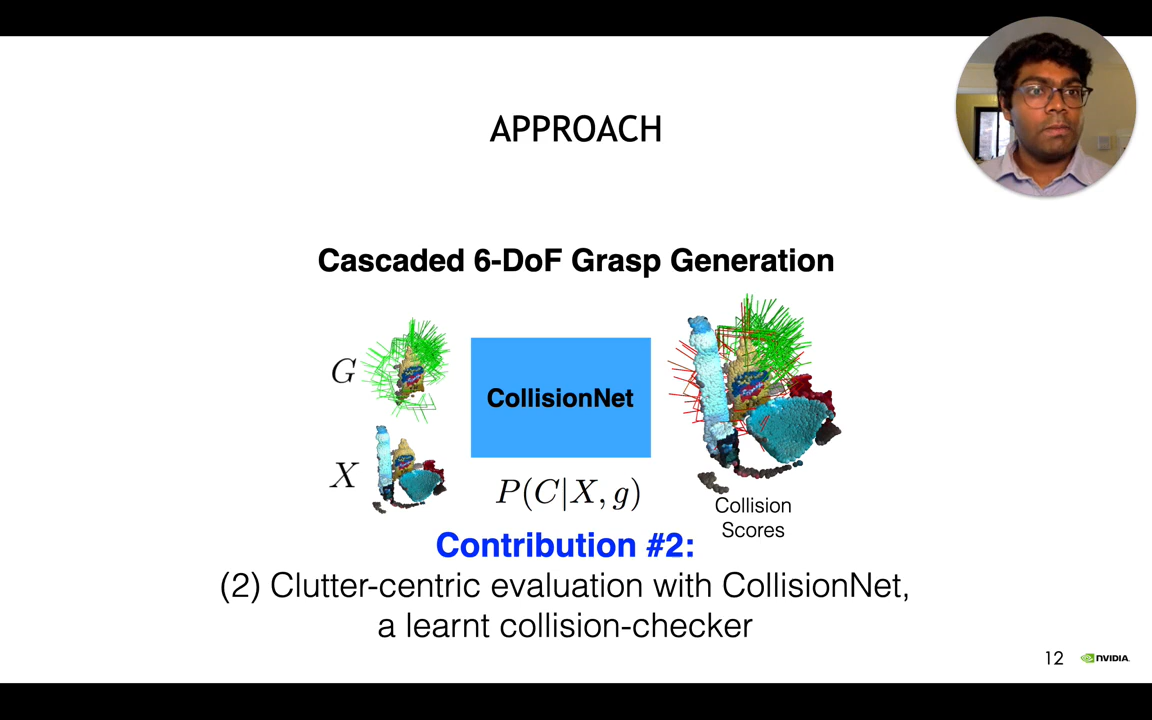 APPROACH
Cascaded 6-DoF Grasp Generation
G
CollisionNet
X
P(C|X, g)
Collision
Scores
Contribution #2:
(2) Clutter-centric evaluation with CollisionNet,
a learnt collision-checker
12 NVIDIA.